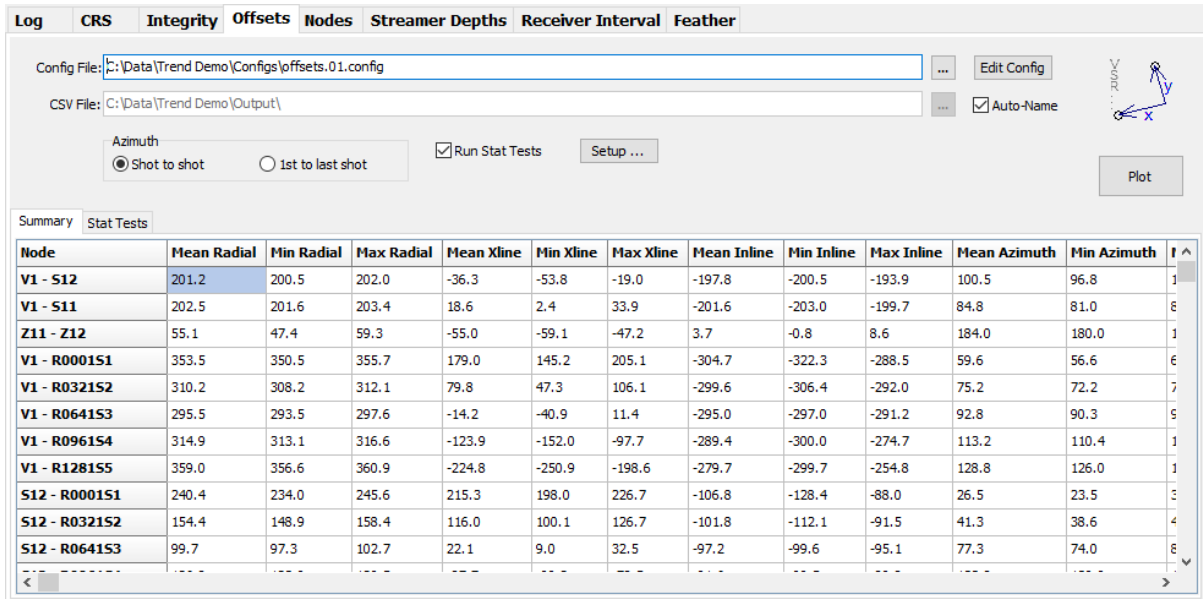 Log CRS Integrity Offsets Nodes Streamer Depths Receiver Interval Feather
Config File: C:\Data\Trend Demo\Configs\offsets.01.config ... Edit Config
CSV File: C:\Data\Trend Demo\Output\ ... Auto-Name
V S R
y
x
Azimuth
Shot to shot 1st to last shot Run Stat Tests Setup ...
Plot
Summary Stat Tests
Node Mean Radial Min Radial Max Radial Mean Xline Min Xline Max Xline Mean Inline Min Inline Max Inline Mean Azimuth Min Azimuth
V1 - S12 201.2 200.5 202.0 -36.3 -53.8 -19.0 -197.8 -200.5 -193.9 100.5 96.8
V1 - S11 202.5 201.6 203.4 18.6 2.4 33.9 -201.6 -203.0 -199.7 84.8 81.0
Z11 - Z12 55.1 47.4 59.3 -55.0 -59.1 -47.2 3.7 -0.8 8.6 184.0 180.0
V1 - R0001S1 353.5 350.5 355.7 179.0 145.2 205.1 -304.7 -322.3 -288.5 59.6 56.6
V1 - R0321S2 310.2 308.2 312.1 79.8 47.3 106.1 -299.6 -306.4 -292.0 75.2 72.2
V1 - R0641S3 295.5 293.5 297.6 -14.2 -40.9 11.4 -295.0 -297.0 -291.2 92.8 90.3
V1 - R0961S4 314.9 313.1 316.6 -123.9 -152.0 -97.7 -289.4 -300.0 -274.7 113.2 110.4
V1 - R1281S5 359.0 356.6 360.9 -224.8 -250.9 -198.6 -279.7 -299.7 -254.8 128.8 126.0
S12 - R0001S1 240.4 234.0 245.6 215.3 198.0 226.7 -106.8 -128.4 -88.0 26.5 23.5
S12 - R0321S2 154.4 148.9 158.4 116.0 100.1 126.7 -101.8 -112.1 -91.5 41.3 38.6
S12 - R0641S3 99.7 97.3 102.7 22.1 9.0 32.5 -97.2 -99.6 -95.1 77.3 74.0